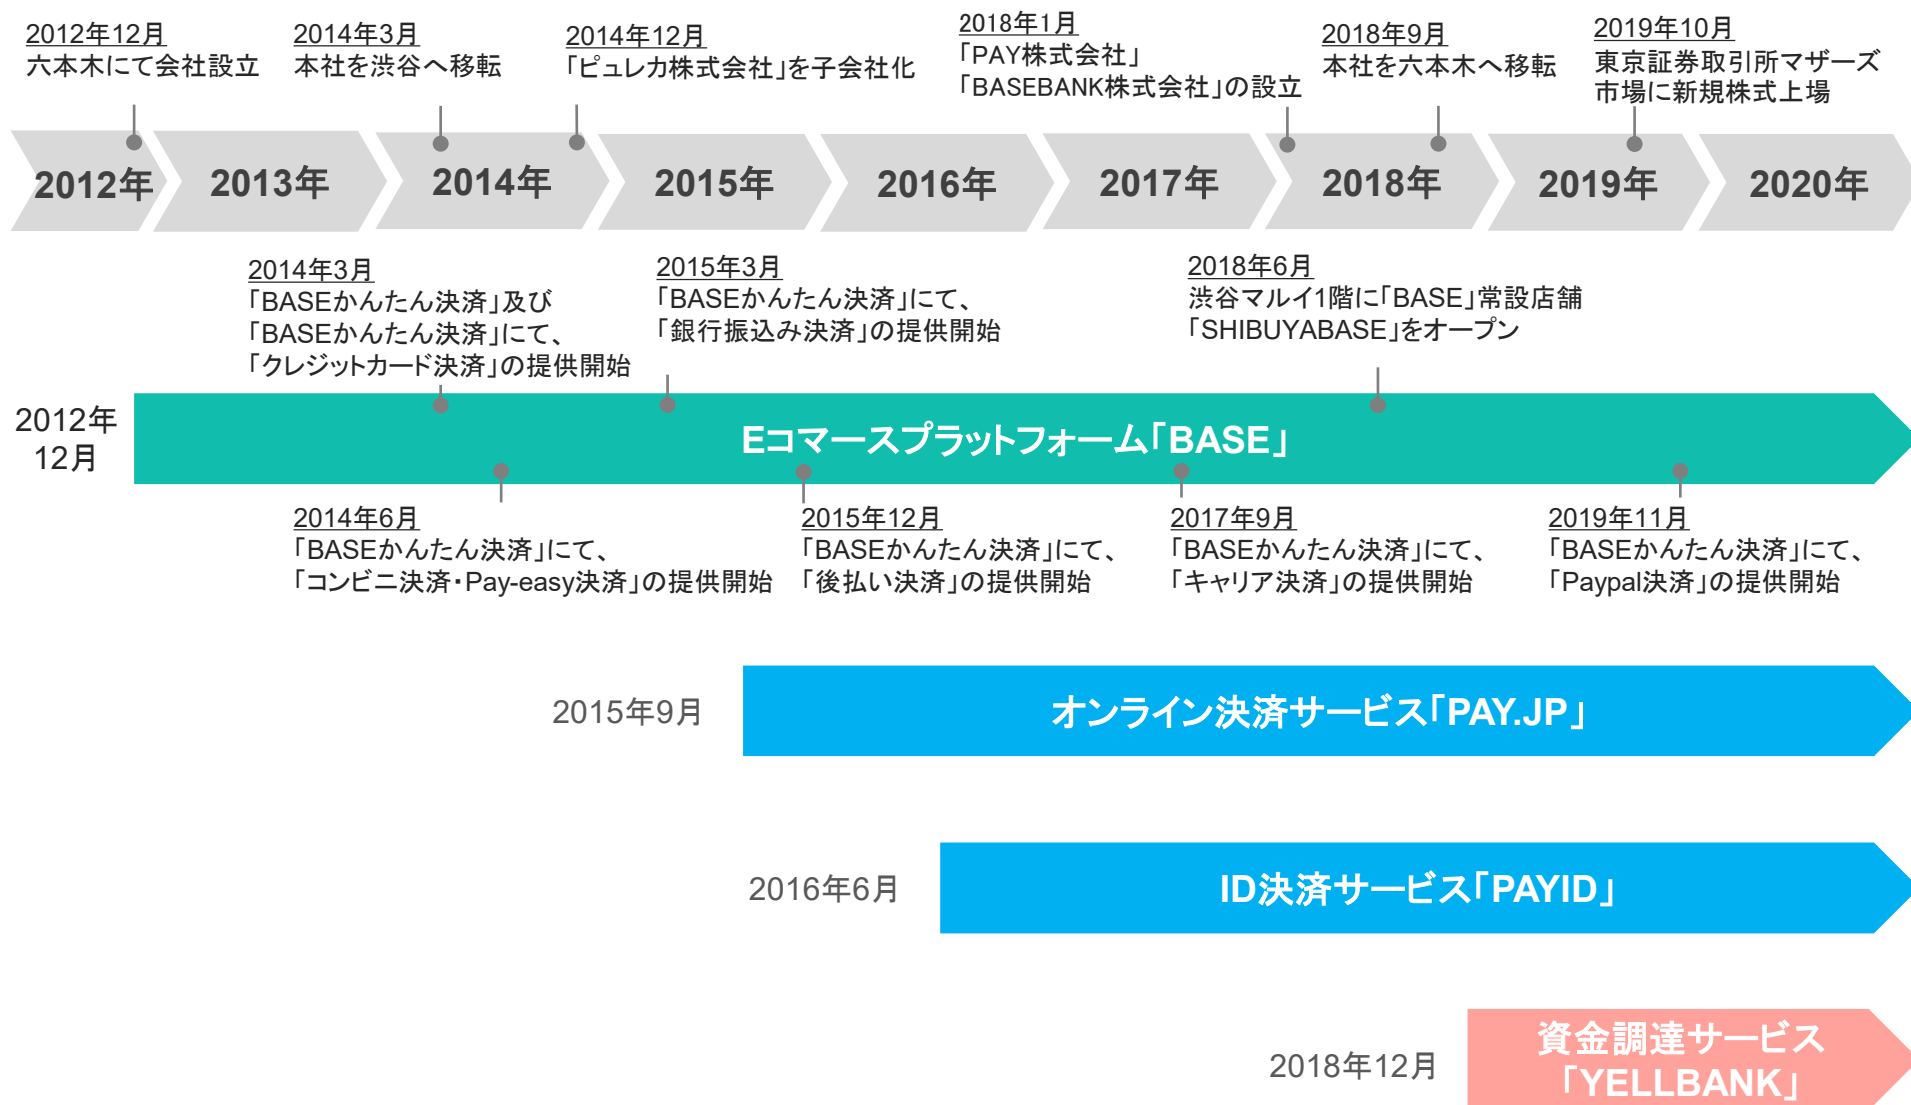 2012年12月
六本木にて会社設立
2014年3月
本社を渋谷へ移転
2014年12月
「ピュレカ株式会社」を子会社化
2018年1月
「PAY株式会社」
「BASEBANK株式会社」の設立
2018年9月
本社を六本木へ移転
2019年10月
東京証券取引所マザーズ
市場に新規株式上場
2012年
2013年
2014年
2015年
2016年
2017年
2018年
2019年
2020年
2014年3月
「BASEかんたん決済」及び
「BASEかんたん決済」にて、
「クレジットカード決済」の提供開始
2015年3月
「BASEかんたん決済」にて、
「銀行振込み決済」の提供開始
2018年6月
渋谷マルイ1階に「BASE」常設店舗
「SHIBUYABASE」をオープン
2012年
12月
Eコマースプラットフォーム「BASE」
2014年6月
「BASEかんたん決済」にて、
「コンビニ決済・Pay-easy決済」の提供開始
2015年12月
「BASEかんたん決済」にて、
「後払い決済」の提供開始
2017年9月
「BASEかんたん決済」にて、
「キャリア決済」の提供開始
2019年11月
「BASEかんたん決済」にて、
「Paypal決済」の提供開始
2015年9月
オンライン決済サービス「PAY.JP」
2016年6月
ID決済サービス「PAYID」
2018年12月
資金調達サービス
「YELLBANK」